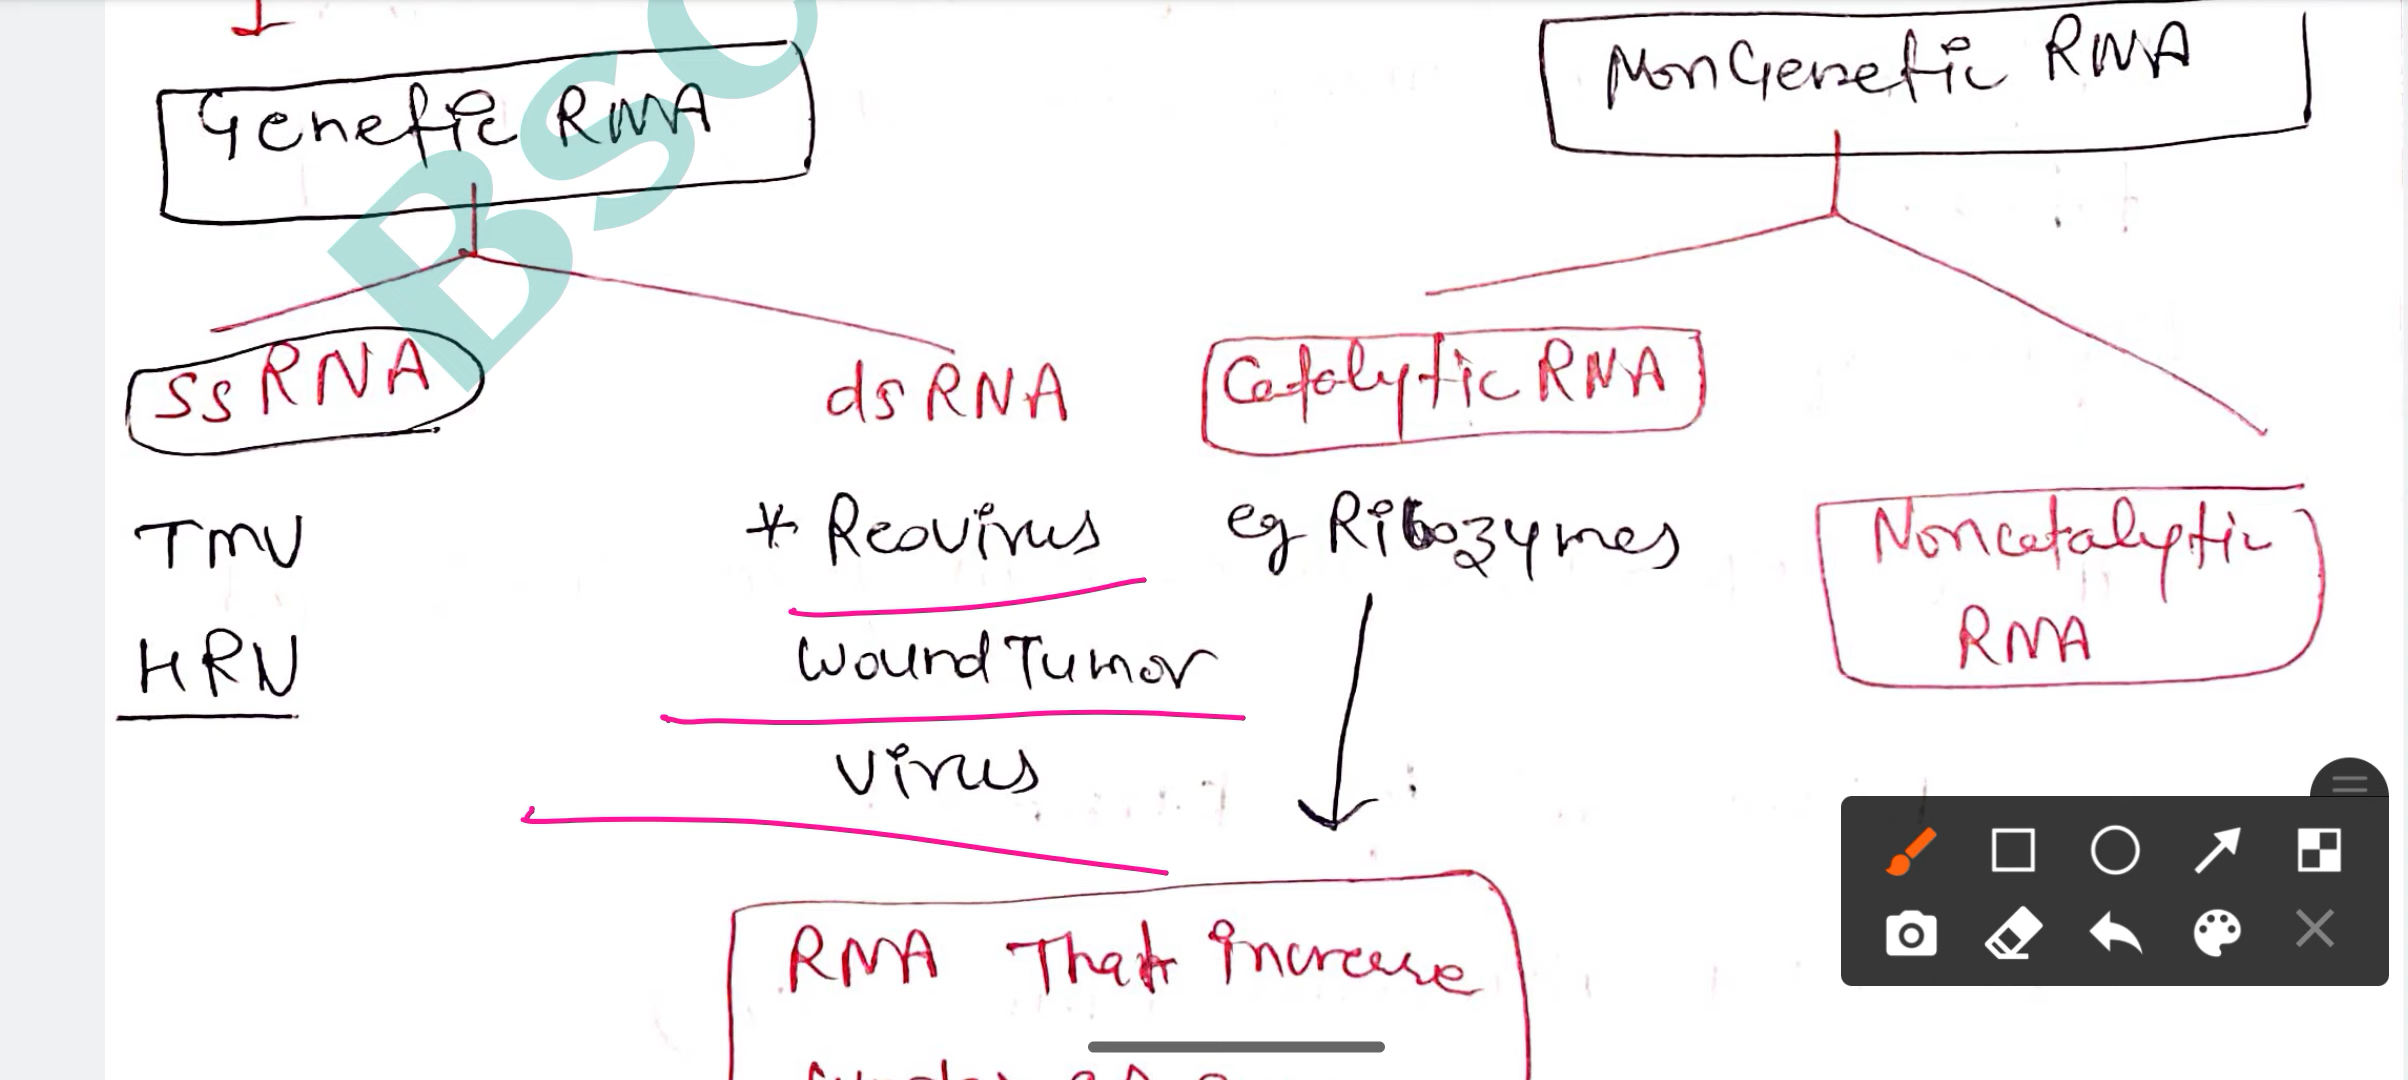 BSC
Genetic RNA
NonGenetic RNA
ssRNA
dsRNA
Catalytic RNA
TMV
* Reovirus
eg Ribozymes
Noncatalytic
RNA
HRV
Wound Tumor
virus
RNA That increase